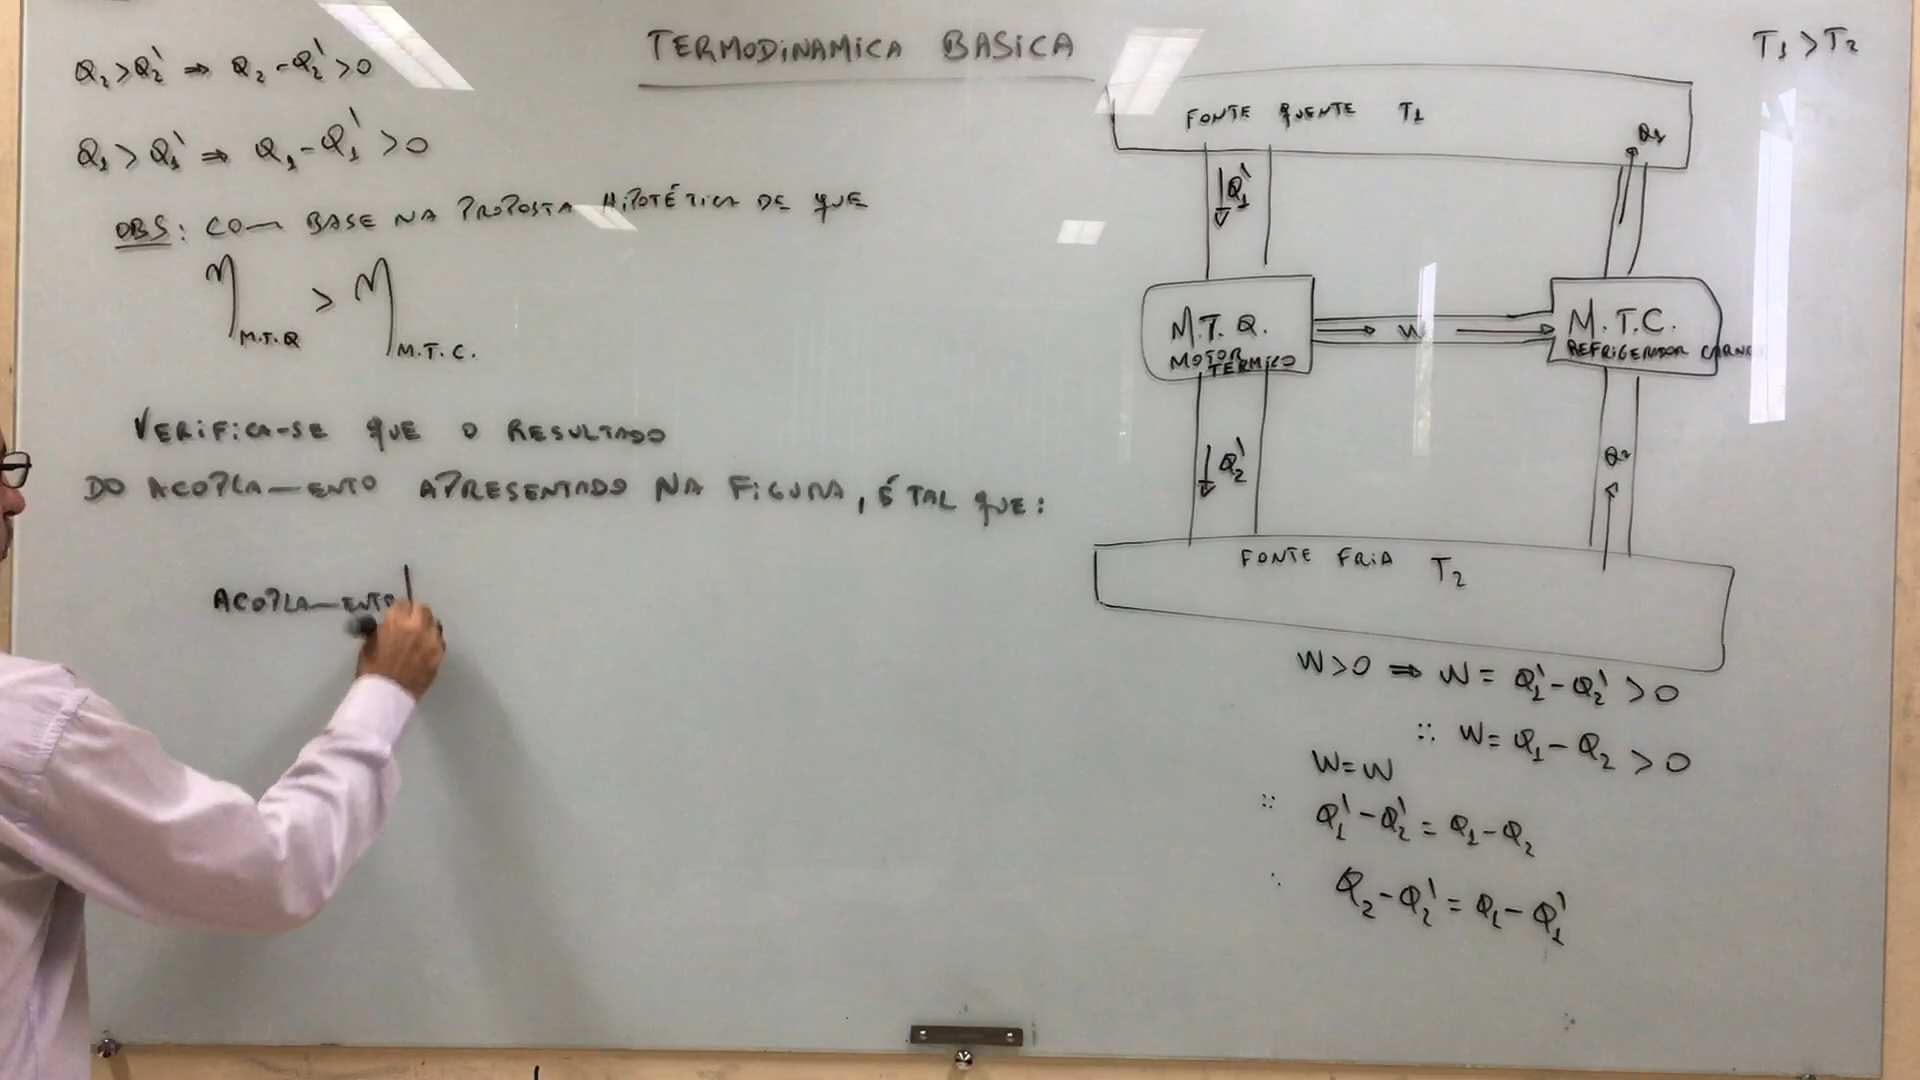 TERMODINAMICA BASICA
T₁ > T₂
Q₂ > Q₂' ⇒ Q₂ - Q₂' > 0
Q₁ > Q₁' ⇒ Q₁ - Q₁' > 0
OBS: COM BASE NA PROPOSTA HIPOTÉTICA DE QUE
η M.T.Q > η M.T.C.
VERIFICA-SE QUE O RESULTADO
DO ACOPLAMENTO APRESENTADO NA FIGURA, É TAL QUE:
ACOPLAMENTO
FONTE QUENTE T₁
Q₁'
Q₁
M.T.Q.
MOTOR
TERMICO
W
M.T.C.
REFRIGERADOR
Q₂'
Q₂
FONTE FRIA T₂
W > 0 ⇒ W = Q₁' - Q₂' > 0
∴ W = Q₁ - Q₂ > 0
W = W
∴ Q₁' - Q₂' = Q₁ - Q₂
∴ Q₂ - Q₂' = Q₁ - Q₁'